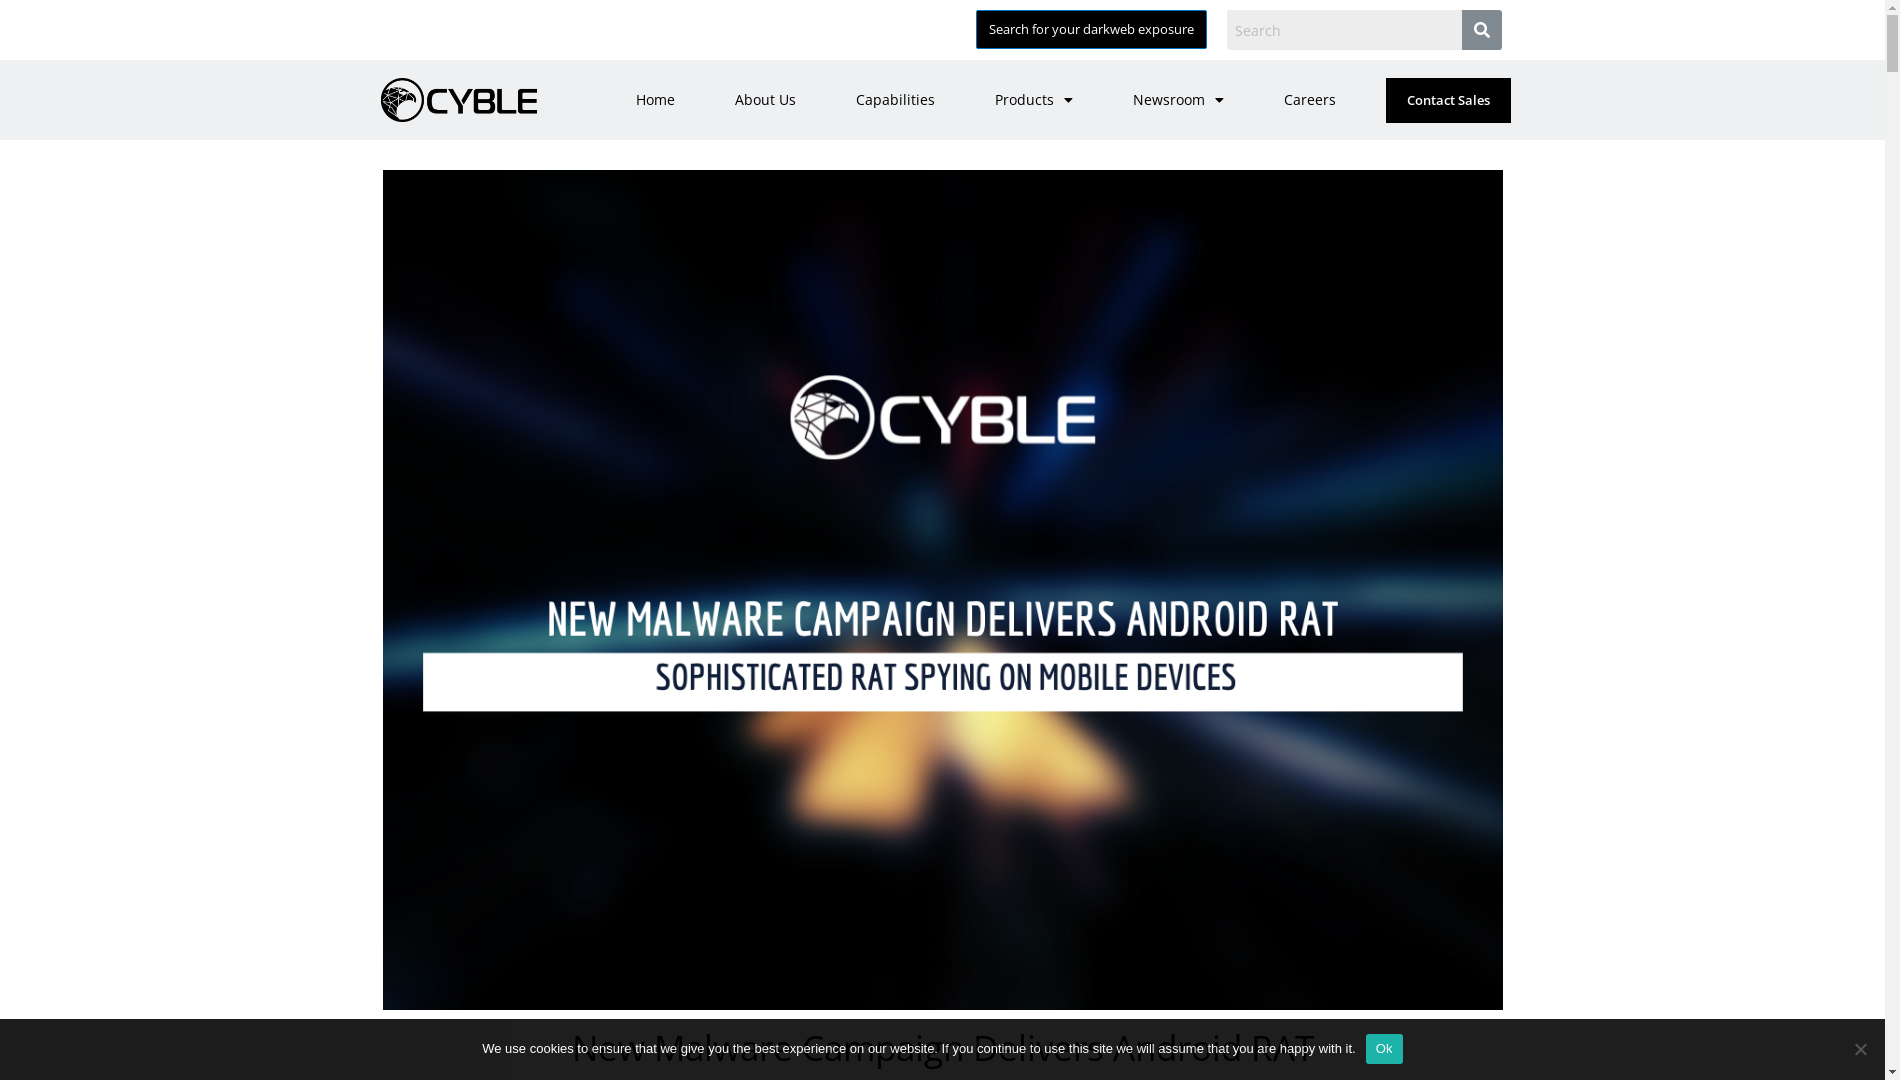 Search for your darkweb exposure
Search
CYBLE
Home
About Us
Capabilities
Products
Newsroom
Careers
Contact Sales
CYBLE
NEW MALWARE CAMPAIGN DELIVERS ANDROID RAT
SOPHISTICATED RAT SPYING ON MOBILE DEVICES
New Malware Campaign Delivers Android RAT
We use cookies to ensure that we give you the best experience on our website. If you continue to use this site we will assume that you are happy with it.
Ok